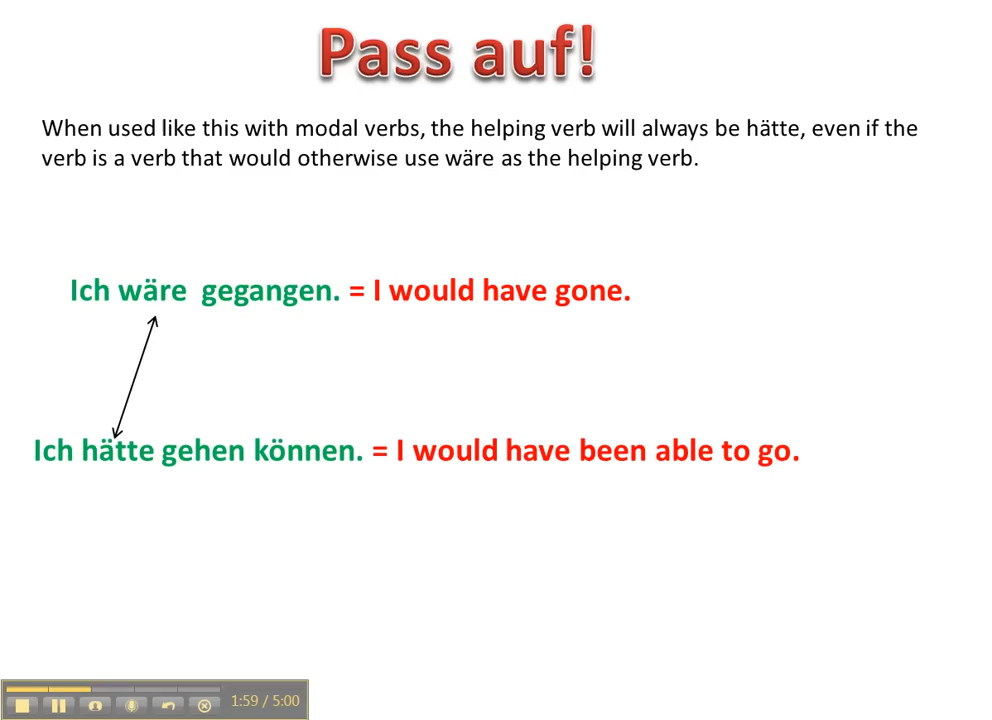 Pass auf!
When used like this with modal verbs, the helping verb will always be hätte, even if the
verb is a verb that would otherwise use wäre as the helping verb.
Ich wäre  gegangen. = I would have gone.
Ich hätte gehen können. = I would have been able to go.
1:59 / 5:00